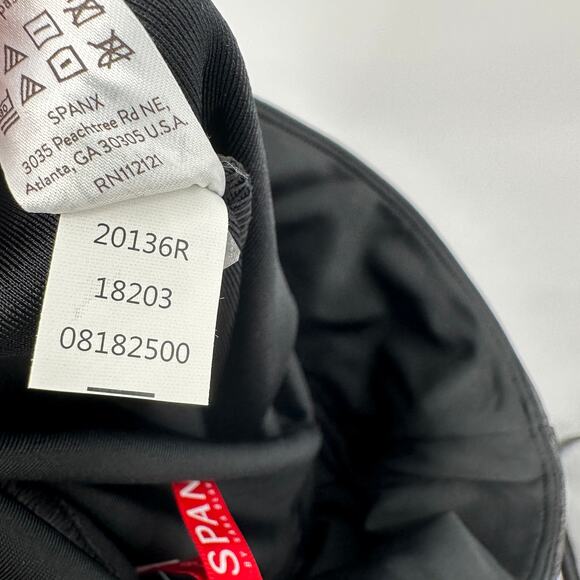 SPANX
3035 Peachtree Rd NE,
Atlanta, GA 30305 U.S.A.
RN112121
20136R
18203
08182500
SPAN